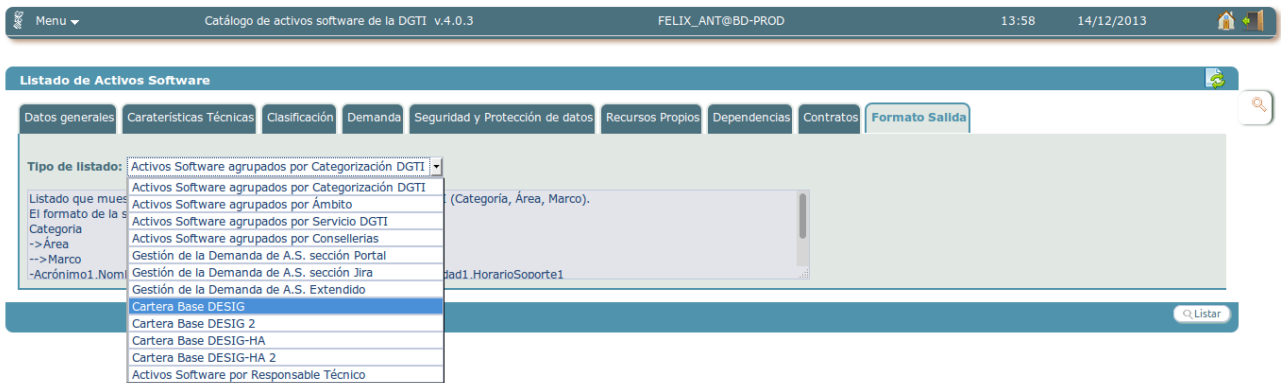 Menu Catálogo de activos software de la DGTI v.4.0.3 FELIX_ANT@BD-PROD 13:58 14/12/2013
Listado de Activos Software
Datos generales Caraterísticas Técnicas Clasificación Demanda Seguridad y Protección de datos Recursos Propios Dependencias Contratos Formato Salida
Tipo de listado: Activos Software agrupados por Categorización DGTI
Activos Software agrupados por Categorización DGTI
Listado que mues (Categoría, Área, Marco).
Activos Software agrupados por Ámbito
El formato de la s
Activos Software agrupados por Servicio DGTI
Categoria
Activos Software agrupados por Consellerias
->Área
Gestión de la Demanda de A.S. sección Portal
-->Marco
Gestión de la Demanda de A.S. sección Jira
-Acrónimo1.Nom dad1.HorarioSoporte1
Gestión de la Demanda de A.S. Extendido
Cartera Base DESIG
Cartera Base DESIG 2
Cartera Base DESIG-HA
Cartera Base DESIG-HA 2
Activos Software por Responsable Técnico
Listar